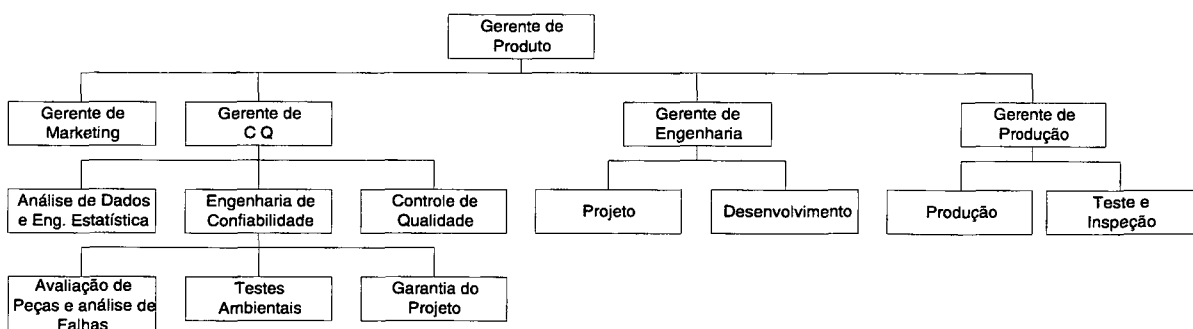 Gerente de
Produto
Gerente de
Marketing
Gerente de
C Q
Gerente de
Engenharia
Gerente de
Produção
Análise de Dados
e Eng. Estatística
Engenharia de
Confiabilidade
Controle de
Qualidade
Projeto
Desenvolvimento
Produção
Teste e
Inspeção
Avaliação de
Peças e análise de
Falhas
Testes
Ambientais
Garantia do
Projeto